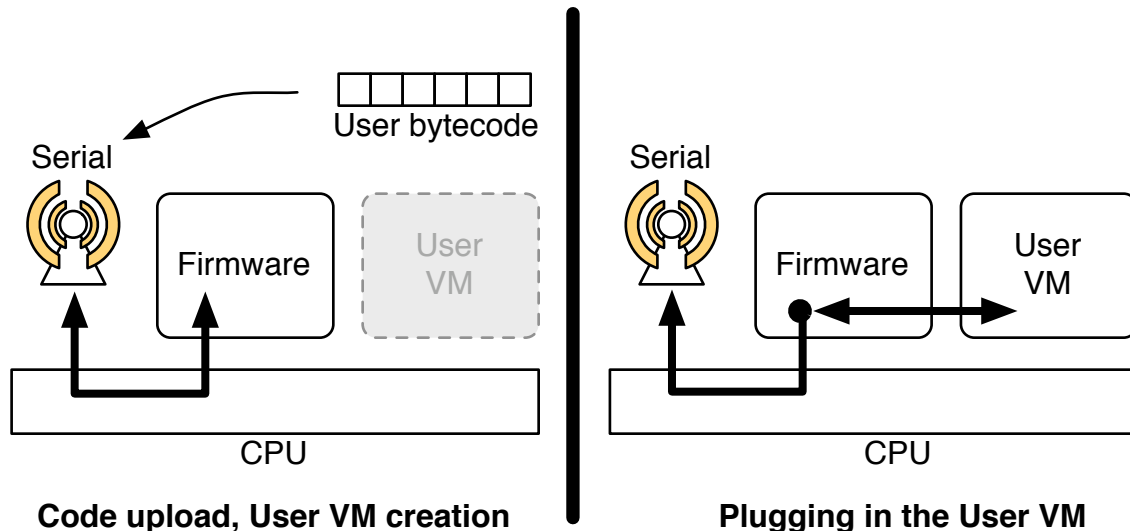 User bytecode
Serial
Firmware
User
VM
CPU
Code upload, User VM creation
Serial
Firmware
User
VM
CPU
Plugging in the User VM